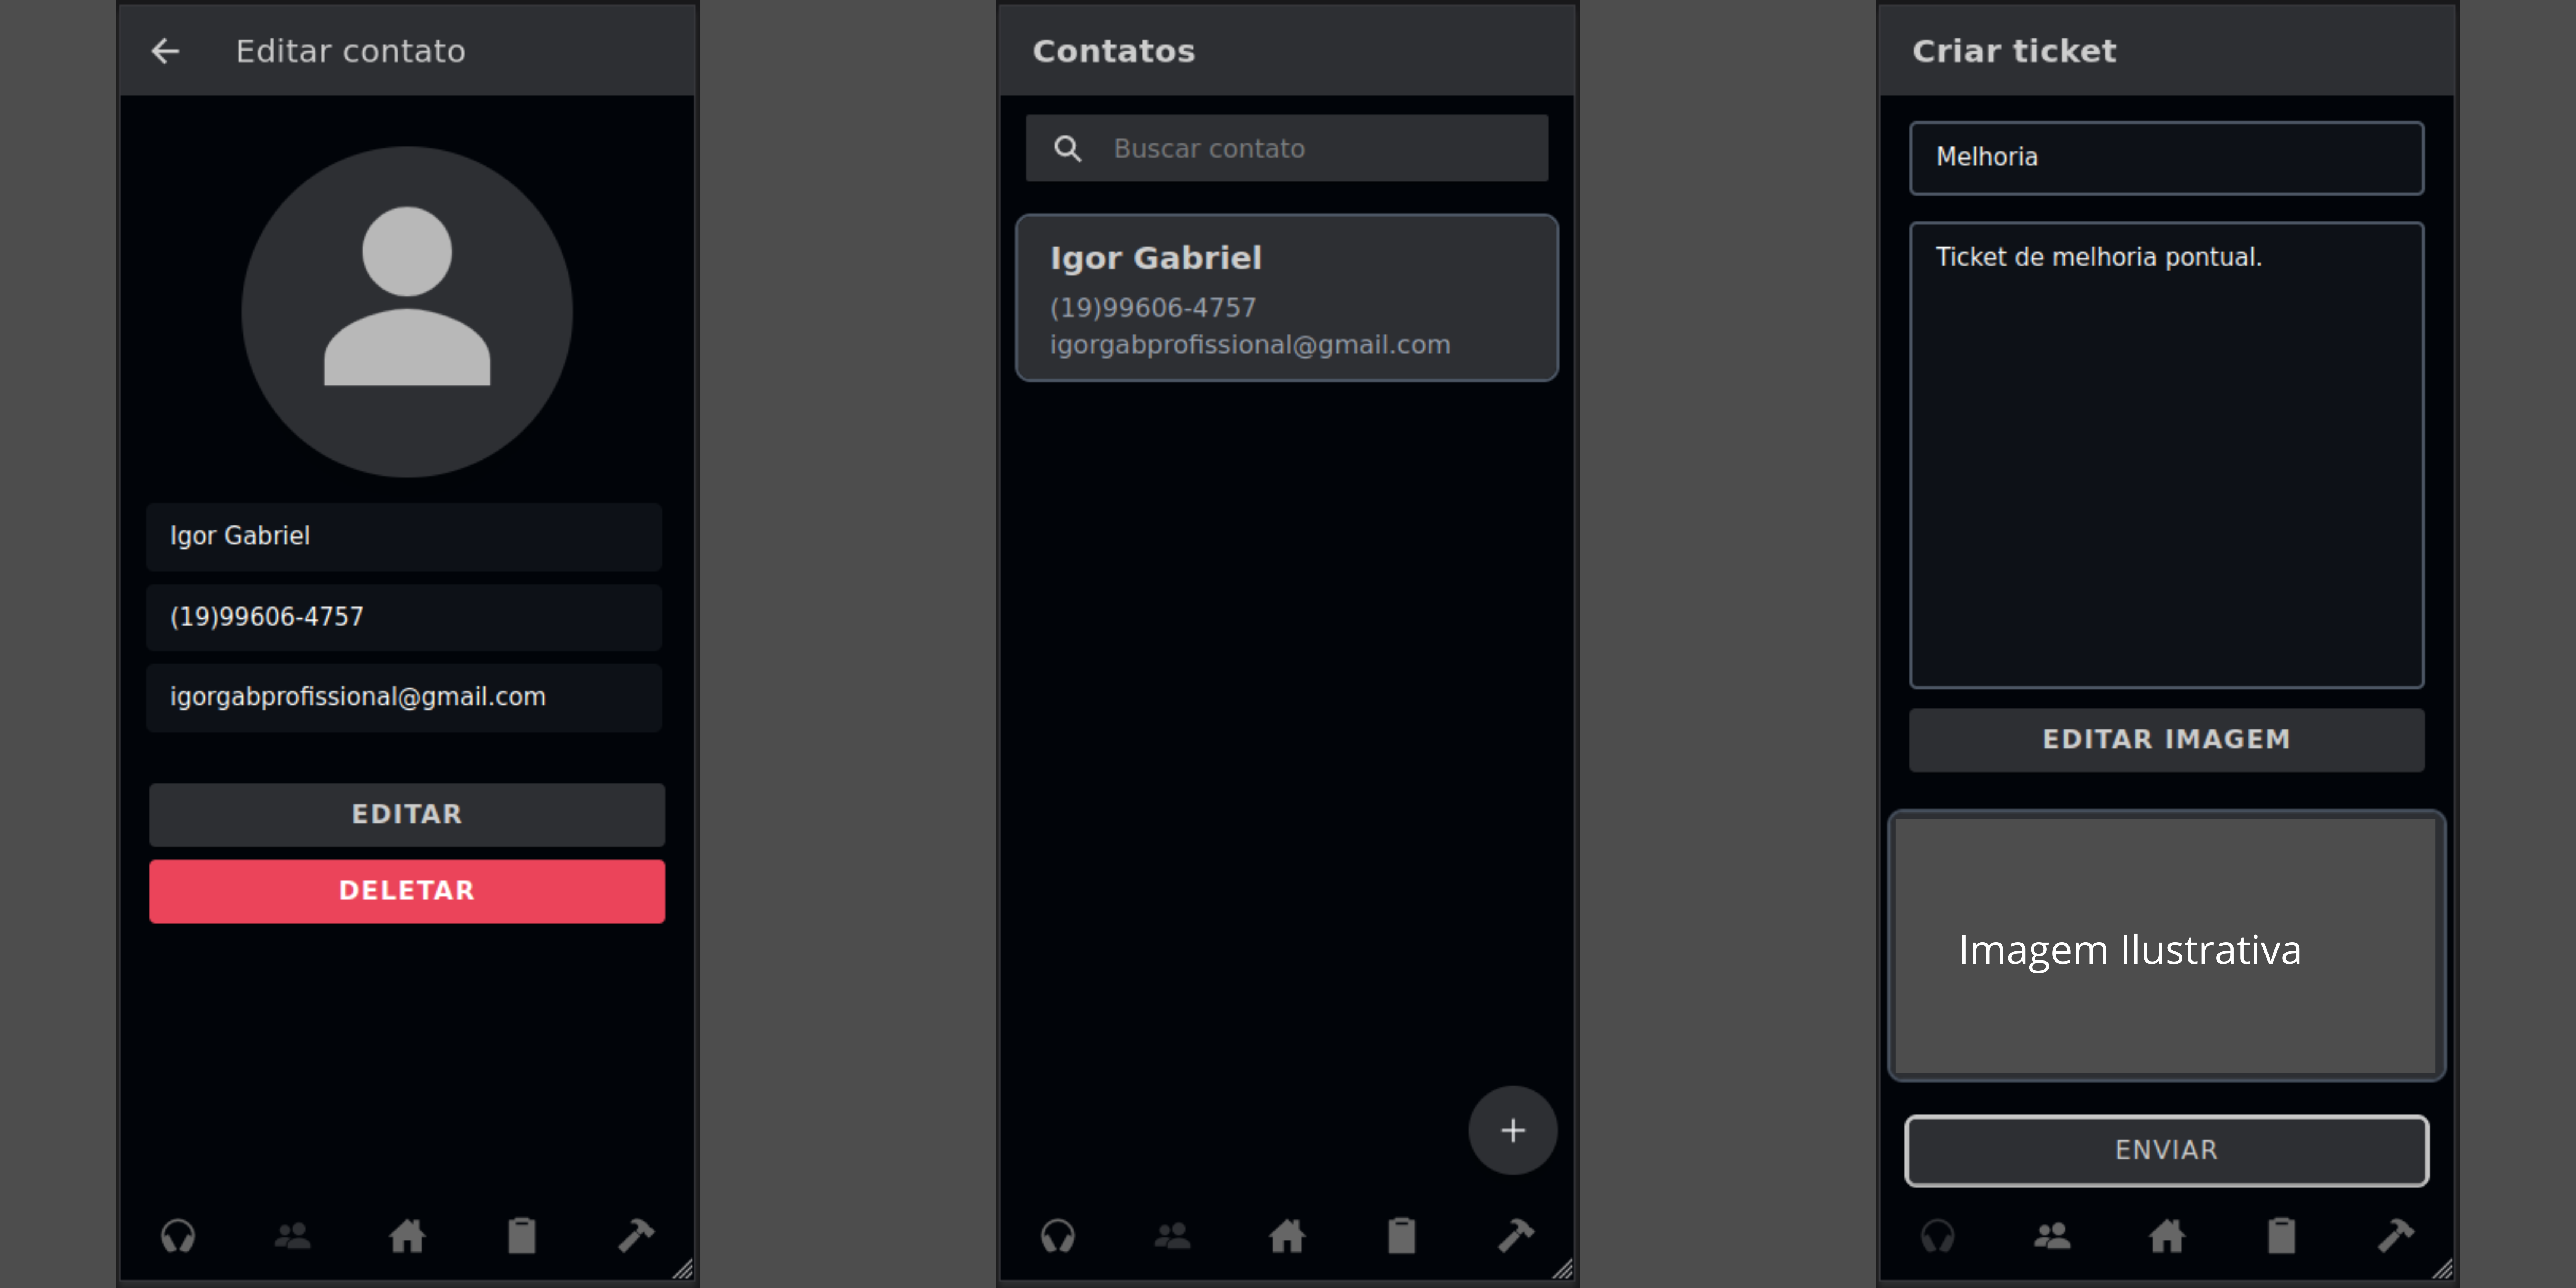 Editar contato
Igor Gabriel
(19)99606-4757
igorgabprofissional@gmail.com
EDITAR
DELETAR
Contatos
Buscar contato
Igor Gabriel
(19)99606-4757
igorgabprofissional@gmail.com
+
Criar ticket
Melhoria
Ticket de melhoria pontual.
EDITAR IMAGEM
Imagem Ilustrativa
ENVIAR